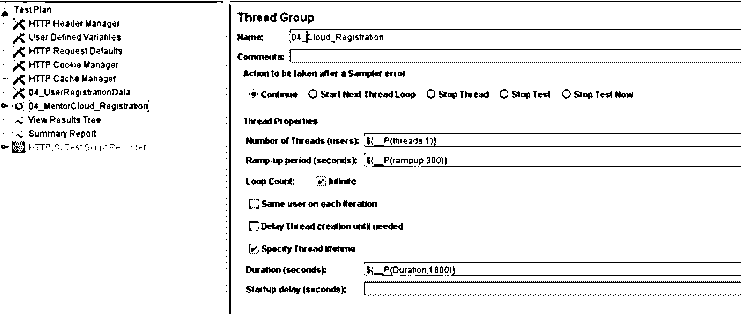 Test Plan
HTTP Header Manager
User Defined Variables
HTTP Request Defaults
HTTP Cookie Manager
HTTP Cache Manager
04_UserRegistrationData
04_MentorCloud_Registration
View Results Tree
Summary Report
HTTP(S) Test Script Recorder
Thread Group
Name: 04_Cloud_Registration
Comments:
Action to be taken after a Sampler error
Continue Start Next Thread Loop Stop Thread Stop Test Stop Test Now
Thread Properties
Number of Threads (users): ${__P(threads,1)}
Ramp-up period (seconds): ${__P(rampup,300)}
Loop Count: Infinite
Same user on each iteration
Delay Thread creation until needed
Specify Thread lifetime
Duration (seconds): ${__P(Duration,1800)}
Startup delay (seconds):